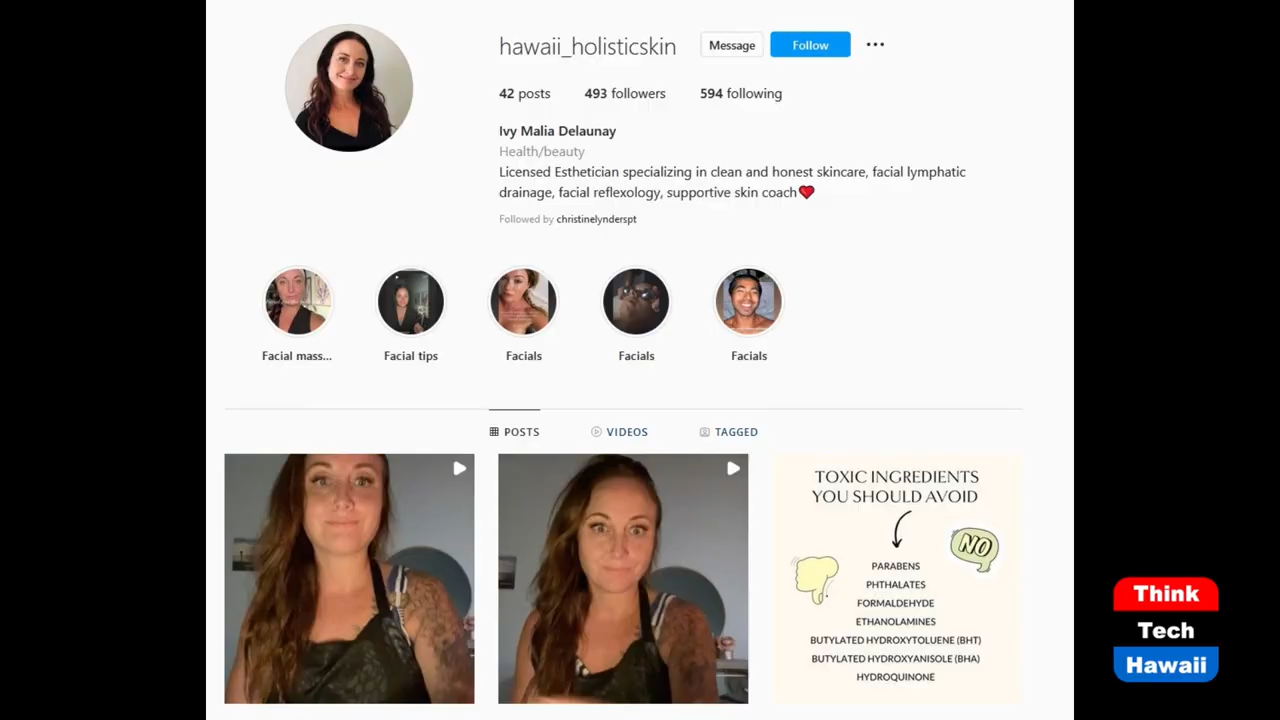 hawaii_holisticskin
Message
Follow
42 posts
493 followers
594 following
Ivy Malia Delaunay
Health/beauty
Licensed Esthetician specializing in clean and honest skincare, facial lymphatic
drainage, facial reflexology, supportive skin coach
Followed by christinelynderspt
Facial mass...
Facial tips
Facials
Facials
Facials
POSTS
VIDEOS
TAGGED
TOXIC INGREDIENTS
YOU SHOULD AVOID
NO
PARABENS
PHTHALATES
FORMALDEHYDE
ETHANOLAMINES
BUTYLATED HYDROXYTOLUENE (BHT)
BUTYLATED HYDROXYANISOLE (BHA)
HYDROQUINONE
Think
Tech
Hawaii